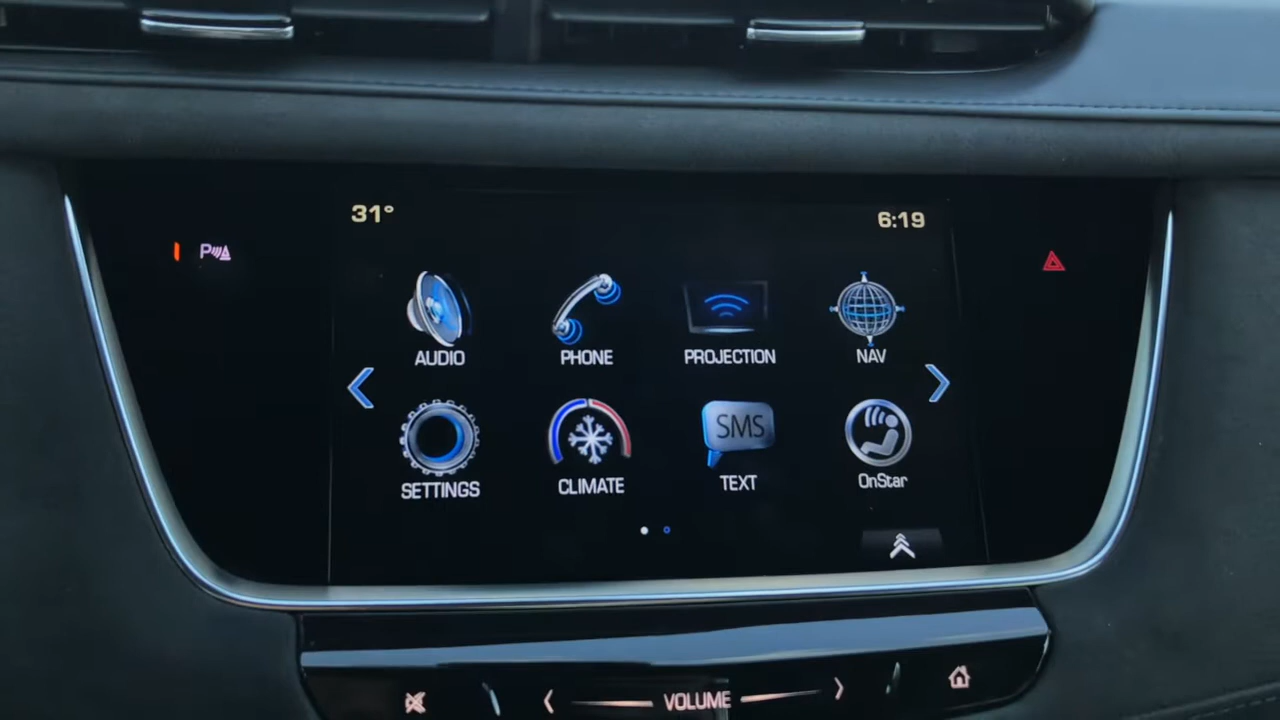 31° 6:19
P
AUDIO PHONE PROJECTION NAV
SMS
SETTINGS CLIMATE TEXT OnStar
VOLUME